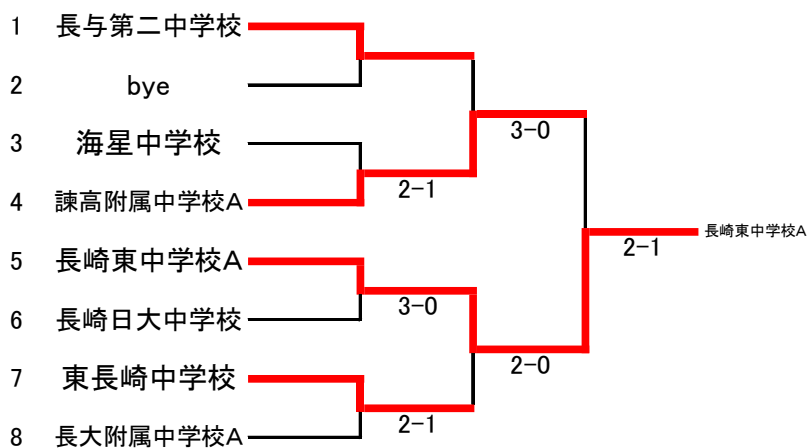 1 長与第二中学校
2 bye
3-0
3 海星中学校
2-1
4 諫高附属中学校A
長崎東中学校A
2-1
5 長崎東中学校A
3-0
6 長崎日大中学校
2-0
7 東長崎中学校
2-1
8 長大附属中学校A